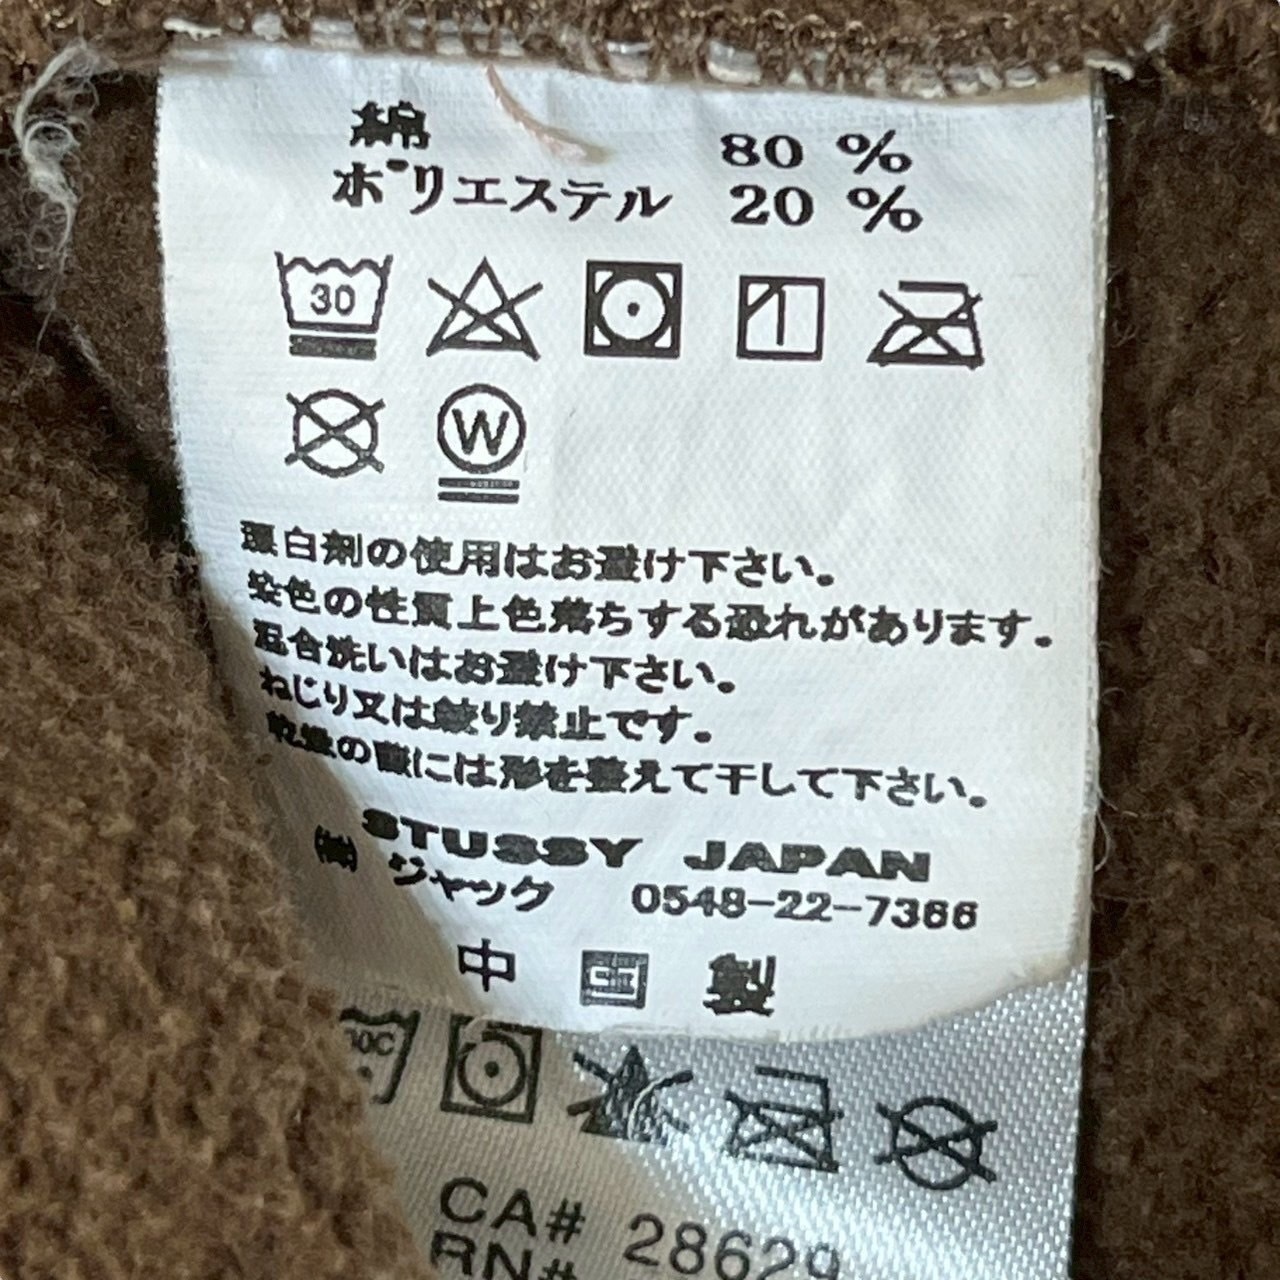 綿 80 %
ポリエステル 20 %
30
W
漂白剤の使用はお避け下さい。
染色の性質上色落ちする恐れがあります。
混合洗いはお避け下さい。
ねじり又は絞り禁止です。
乾燥の際には形を整えて干して下さい。
STUSSY JAPAN
㈱ ジャック 0548-22-7366
中 国 製
CA# 28629
RN#